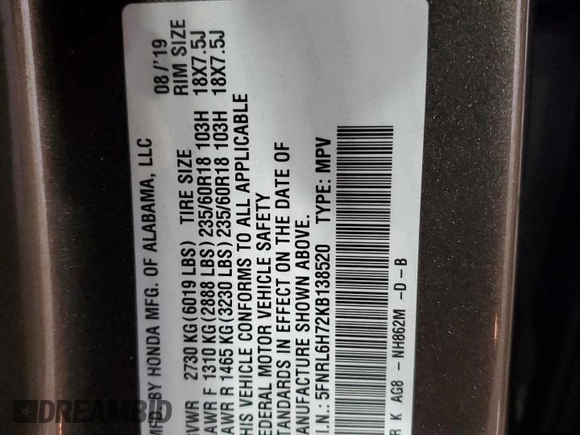 MFD BY HONDA MFG. OF ALABAMA, LLC 08/'19
GVWR 2730 KG(6019 LBS) TIRE SIZE RIM SIZE
GAWR F 1310 KG(2888 LBS) 235/60R18 103H 18X7.5J
GAWR R 1465 KG(3230 LBS) 235/60R18 103H 18X7.5J
THIS VEHICLE CONFORMS TO ALL APPLICABLE
FEDERAL MOTOR VEHICLE SAFETY
STANDARDS IN EFFECT ON THE DATE OF
MANUFACTURE SHOWN ABOVE.
V.I.N.: 5FNRL6H72KB138520 TYPE: MPV
R K AG8 -NH862M -D -B
DREAMBID